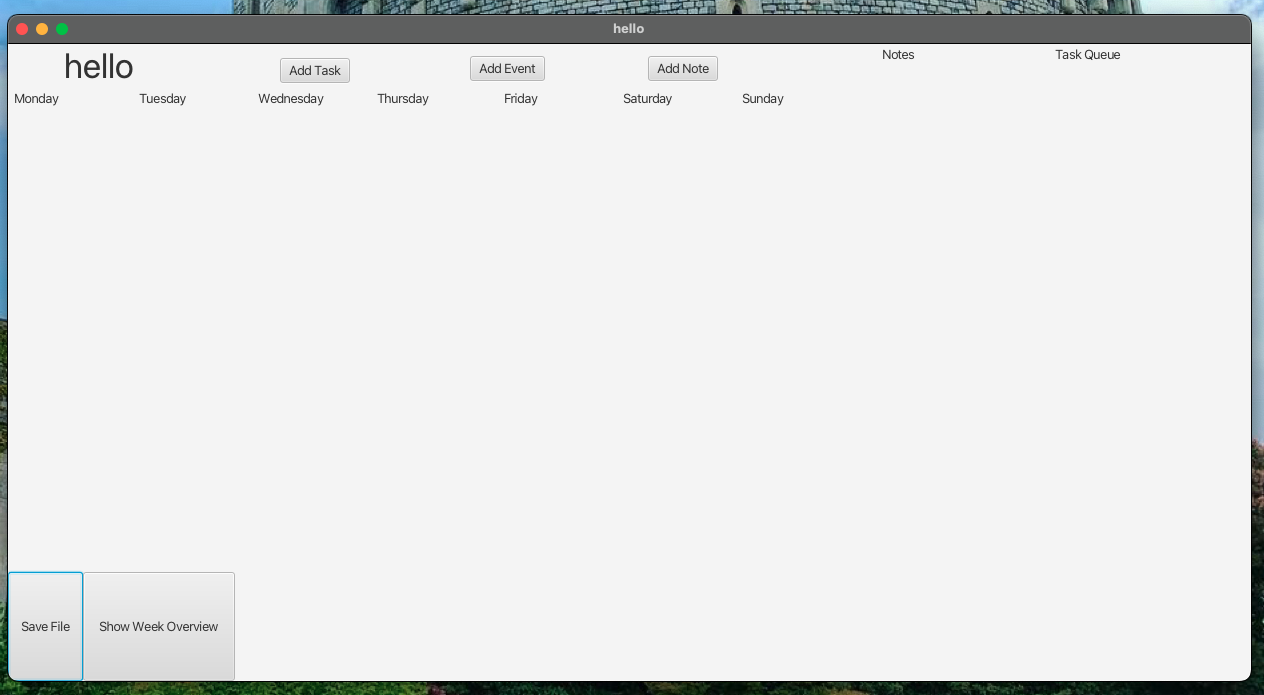 hello
hello Add Task Add Event Add Note Notes Task Queue
Monday Tuesday Wednesday Thursday Friday Saturday Sunday
Save File Show Week Overview